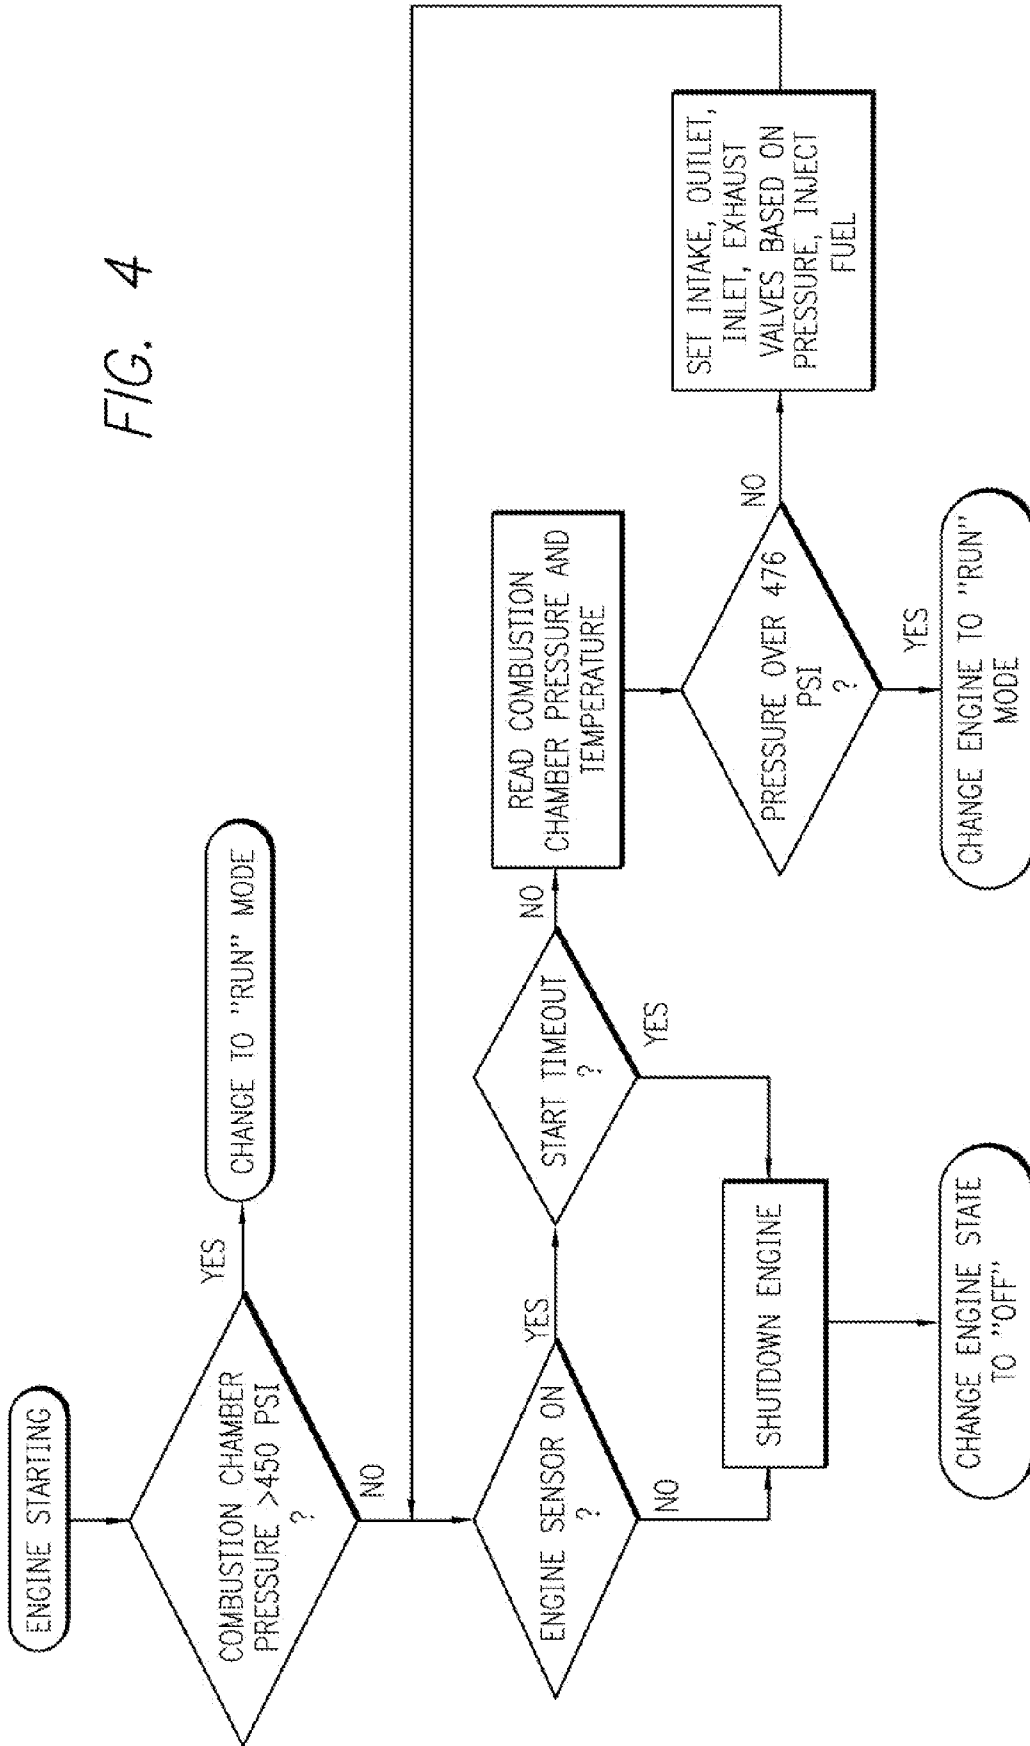 FIG. 4
ENGINE STARTING
COMBUSTION CHAMBER
PRESSURE >450 PSI
?
YES
CHANGE TO "RUN" MODE
NO
ENGINE SENSOR ON
?
YES
NO
START TIMEOUT
?
NO
YES
READ COMBUSTION
CHAMBER PRESSURE AND
TEMPERATURE
PRESSURE OVER 476
PSI
?
NO
YES
SET INTAKE, OUTLET,
INLET, EXHAUST
VALVES BASED ON
PRESSURE, INJECT
FUEL
SHUTDOWN ENGINE
CHANGE ENGINE STATE
TO "OFF"
CHANGE ENGINE TO "RUN"
MODE